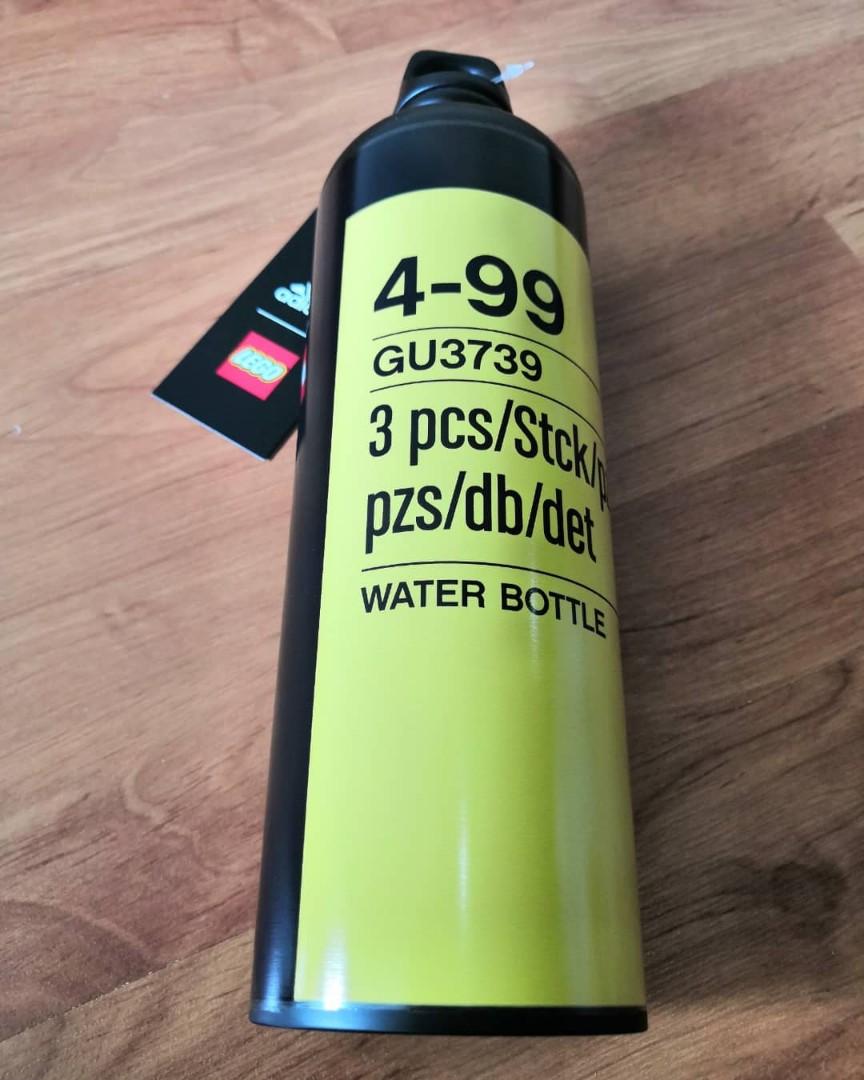 4-99
GU3739
3 pcs/Stck/
pzs/db/det
WATER BOTTLE
LEGO